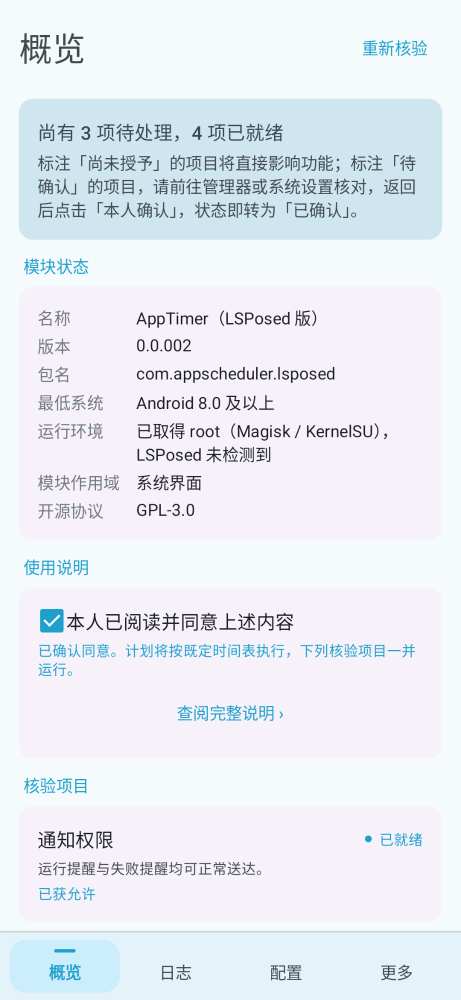 概览
重新核验
尚有 3 项待处理，4 项已就绪
标注「尚未授予」的项目将直接影响功能；标注「待
确认」的项目，请前往管理器或系统设置核对，返回
后点击「本人确认」，状态即转为「已确认」。
模块状态
名称 AppTimer（LSPosed 版）
版本 0.0.002
包名 com.appscheduler.lsposed
最低系统 Android 8.0 及以上
运行环境 已取得 root（Magisk / KernelSU），
LSPosed 未检测到
模块作用域 系统界面
开源协议 GPL-3.0
使用说明
本人已阅读并同意上述内容
已确认同意。计划将按既定时间表执行，下列核验项目一并
运行。
查阅完整说明 ›
核验项目
通知权限
已就绪
运行提醒与失败提醒均可正常送达。
已获允许
概览 日志 配置 更多